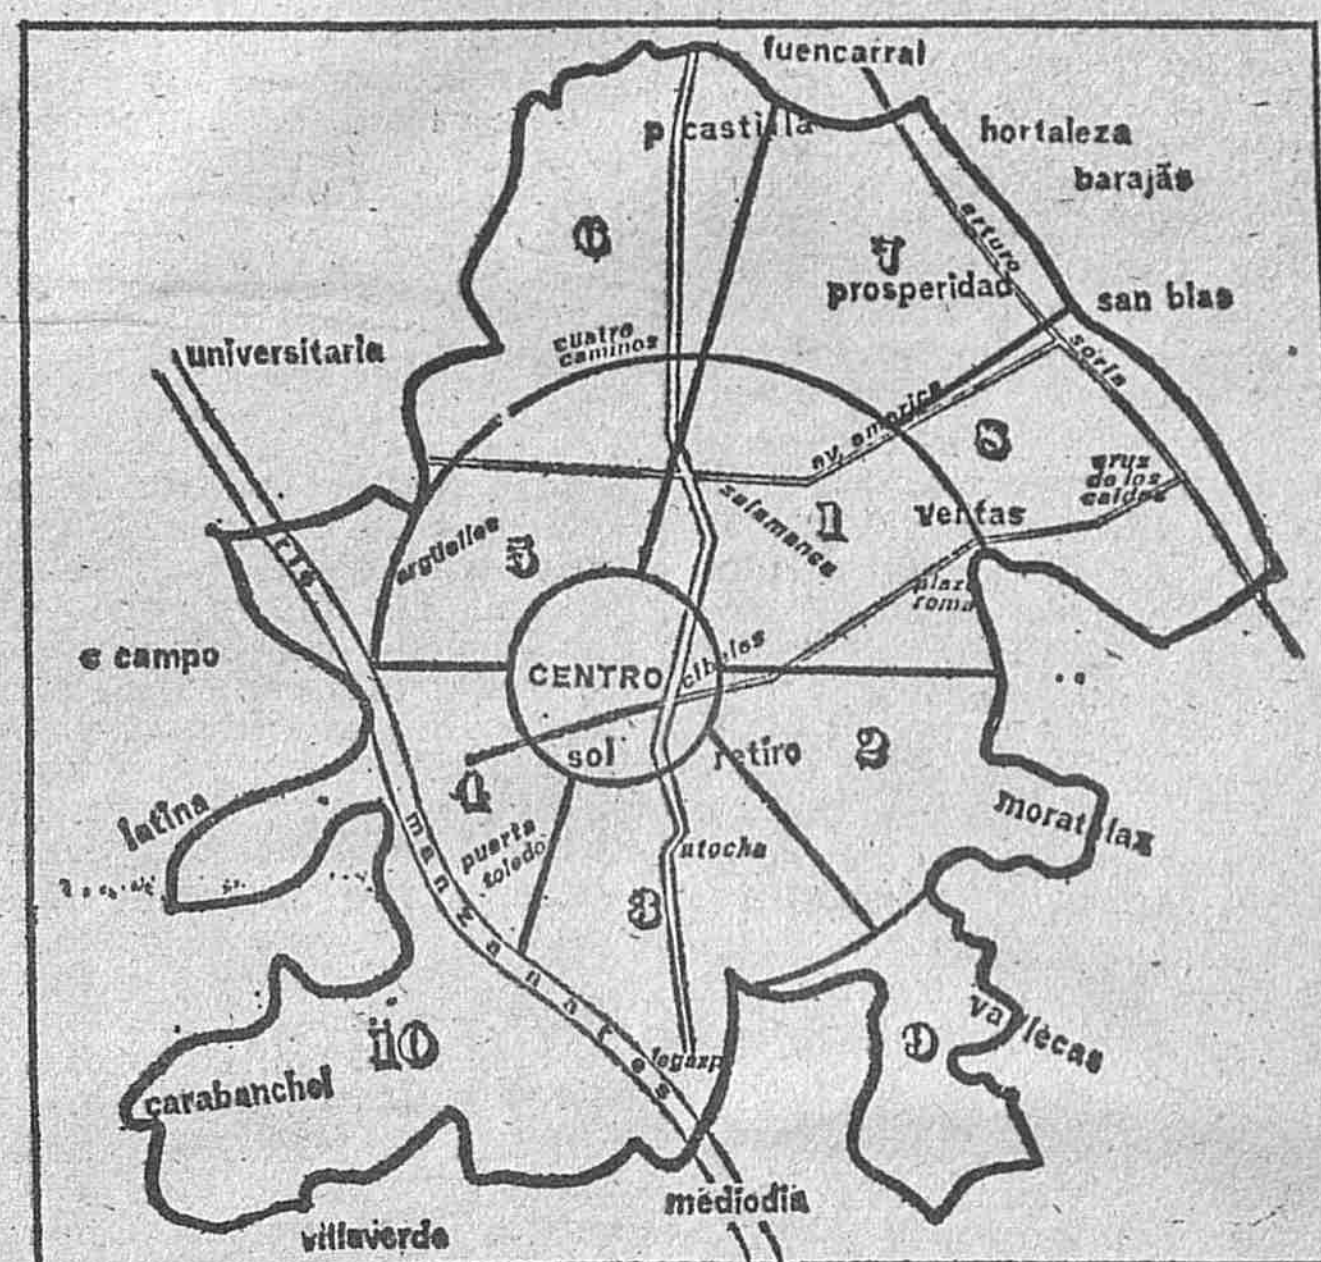 fuencarral
p castilla
hortaleza
barajas
6
arturo
7
prosperidad
san blas
cuatro
caminos
universitaria
soria
av. america
8
cruz
de los
caidos
salamanca
1
ventas
argüelles
5
rio
plaza
roma
cibeles
c campo
CENTRO
sol
retiro
2
4
latina
manzanares
puerta
toledo
atocha
moratalaz
3
vallecas
10
9
legazpi
carabanchel
mediodia
villaverde